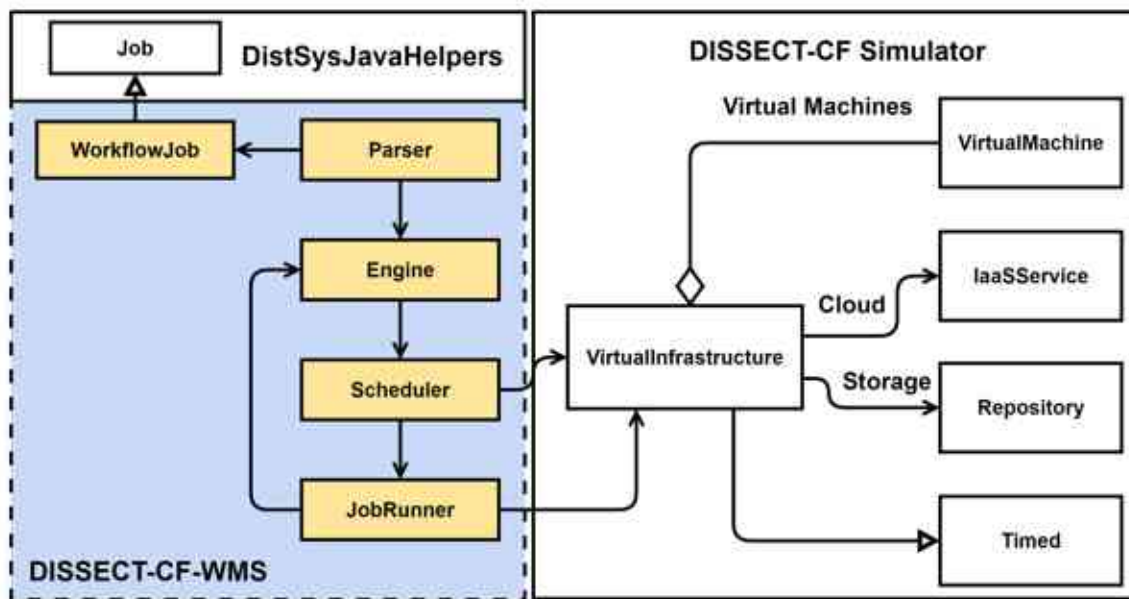 Job
DistSysJavaHelpers
WorkflowJob
Parser
Engine
Scheduler
JobRunner
DISSECT-CF-WMS
DISSECT-CF Simulator
Virtual Machines
VirtualMachine
Cloud
IaaSService
VirtualInfrastructure
Storage
Repository
Timed